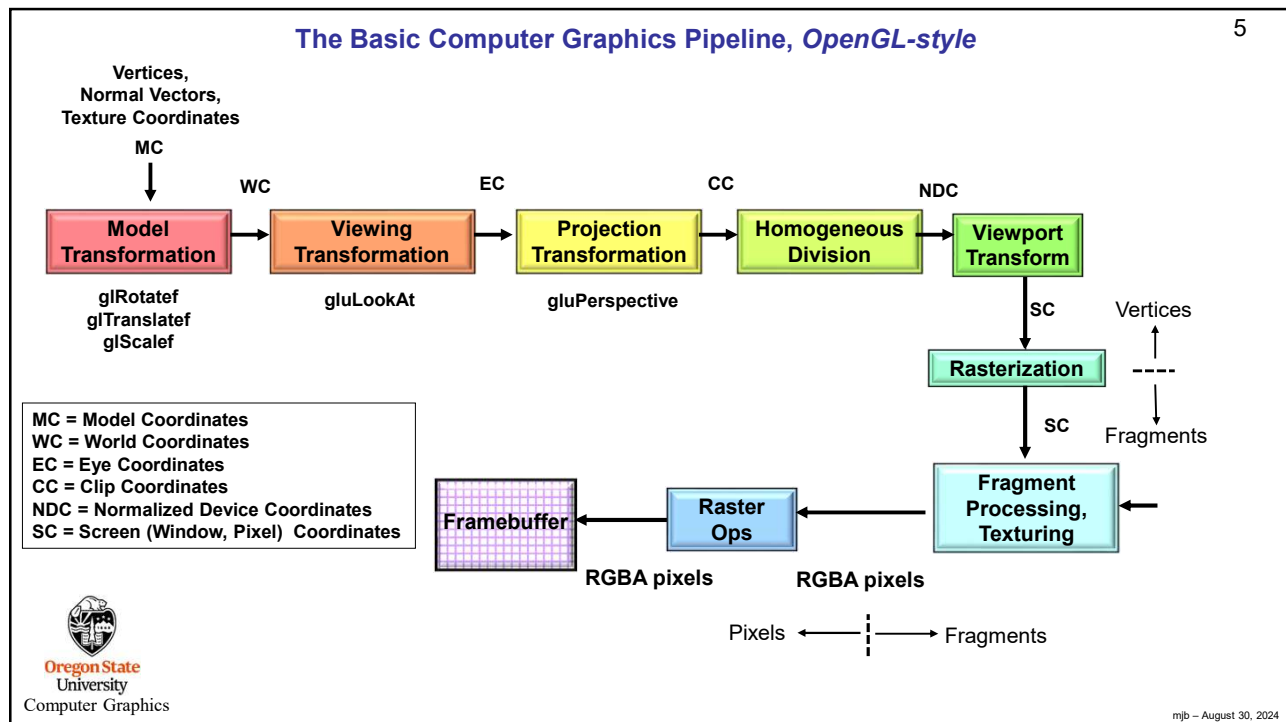 The Basic Computer Graphics Pipeline, OpenGL-style
5
Vertices,
Normal Vectors,
Texture Coordinates
MC
WC
EC
CC
NDC
Model
Transformation
Viewing
Transformation
Projection
Transformation
Homogeneous
Division
Viewport
Transform
glRotatef
glTranslatef
glScalef
gluLookAt
gluPerspective
SC
Vertices
Rasterization
SC
Fragments
MC = Model Coordinates
WC = World Coordinates
EC = Eye Coordinates
CC = Clip Coordinates
NDC = Normalized Device Coordinates
SC = Screen (Window, Pixel) Coordinates
Fragment
Processing,
Texturing
Raster
Ops
Framebuffer
RGBA pixels
RGBA pixels
Pixels
Fragments
Oregon State
University
Computer Graphics
mjb – August 30, 2024